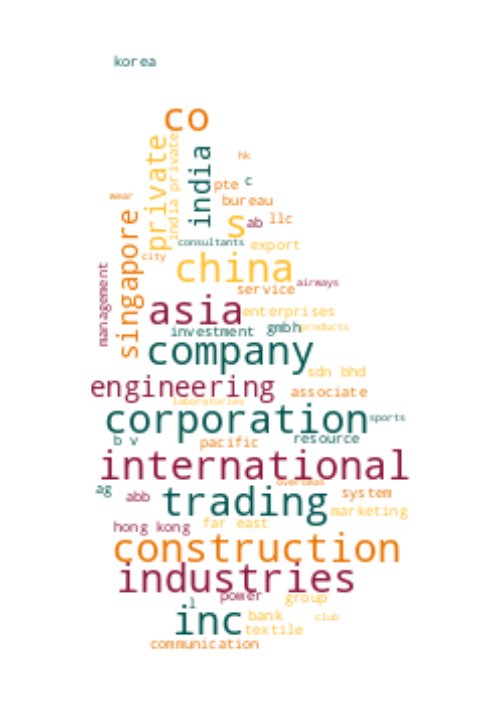 korea
co
private
india private
india
hk
pte
c
wear
bureau
singapore
s
ab
llc
consultants
export
city
china
management
service
airways
asia
enterprises
investment
gmbh
products
company
sdn bhd
engineering
associate
laboratories
corporation
sports
b v
pacific
resource
international
overseas
ag
abb
trading
system
marketing
hong kong
far east
construction
industries
power
group
l
inc
bank
club
textile
communication